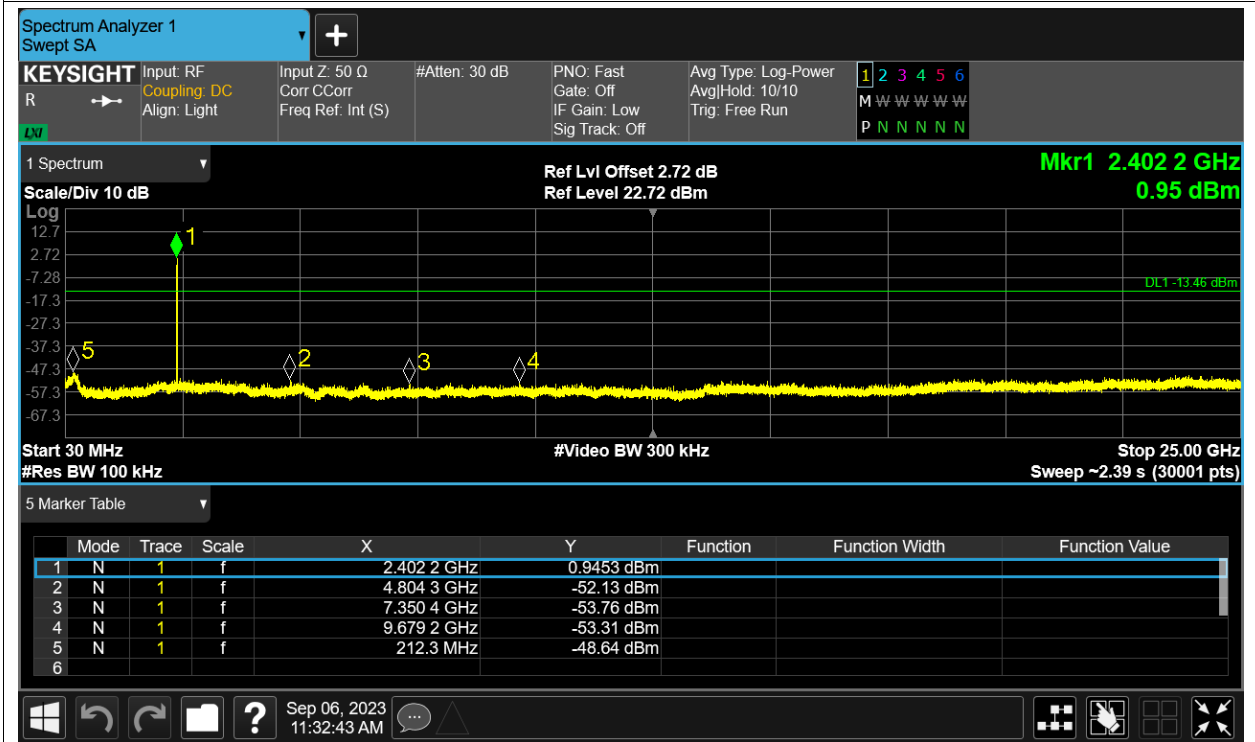 Spectrum Analyzer 1
Swept SA
+
KEYSIGHT
R
LXI
Input: RF
Coupling: DC
Align: Light
Input Z: 50 Ω
Corr CCorr
Freq Ref: Int (S)
#Atten: 30 dB
PNO: Fast
Gate: Off
IF Gain: Low
Sig Track: Off
Avg Type: Log-Power
Avg|Hold: 10/10
Trig: Free Run
1 2 3 4 5 6
M W W W W W
P N N N N N
1 Spectrum
Scale/Div 10 dB
Ref Lvl Offset 2.72 dB
Ref Level 22.72 dBm
Mkr1 2.402 2 GHz
0.95 dBm
Log
12.7
2.72
-7.28
-17.3
-27.3
-37.3
-47.3
-57.3
-67.3
1
DL1 -13.46 dBm
5
2
3
4
Start 30 MHz
#Video BW 300 kHz
Stop 25.00 GHz
#Res BW 100 kHz
Sweep ~2.39 s (30001 pts)
5 Marker Table
Mode Trace Scale X Y Function Function Width Function Value
1 N 1 f 2.402 2 GHz 0.9453 dBm
2 N 1 f 4.804 3 GHz -52.13 dBm
3 N 1 f 7.350 4 GHz -53.76 dBm
4 N 1 f 9.679 2 GHz -53.31 dBm
5 N 1 f 212.3 MHz -48.64 dBm
6
?
Sep 06, 2023
11:32:43 AM